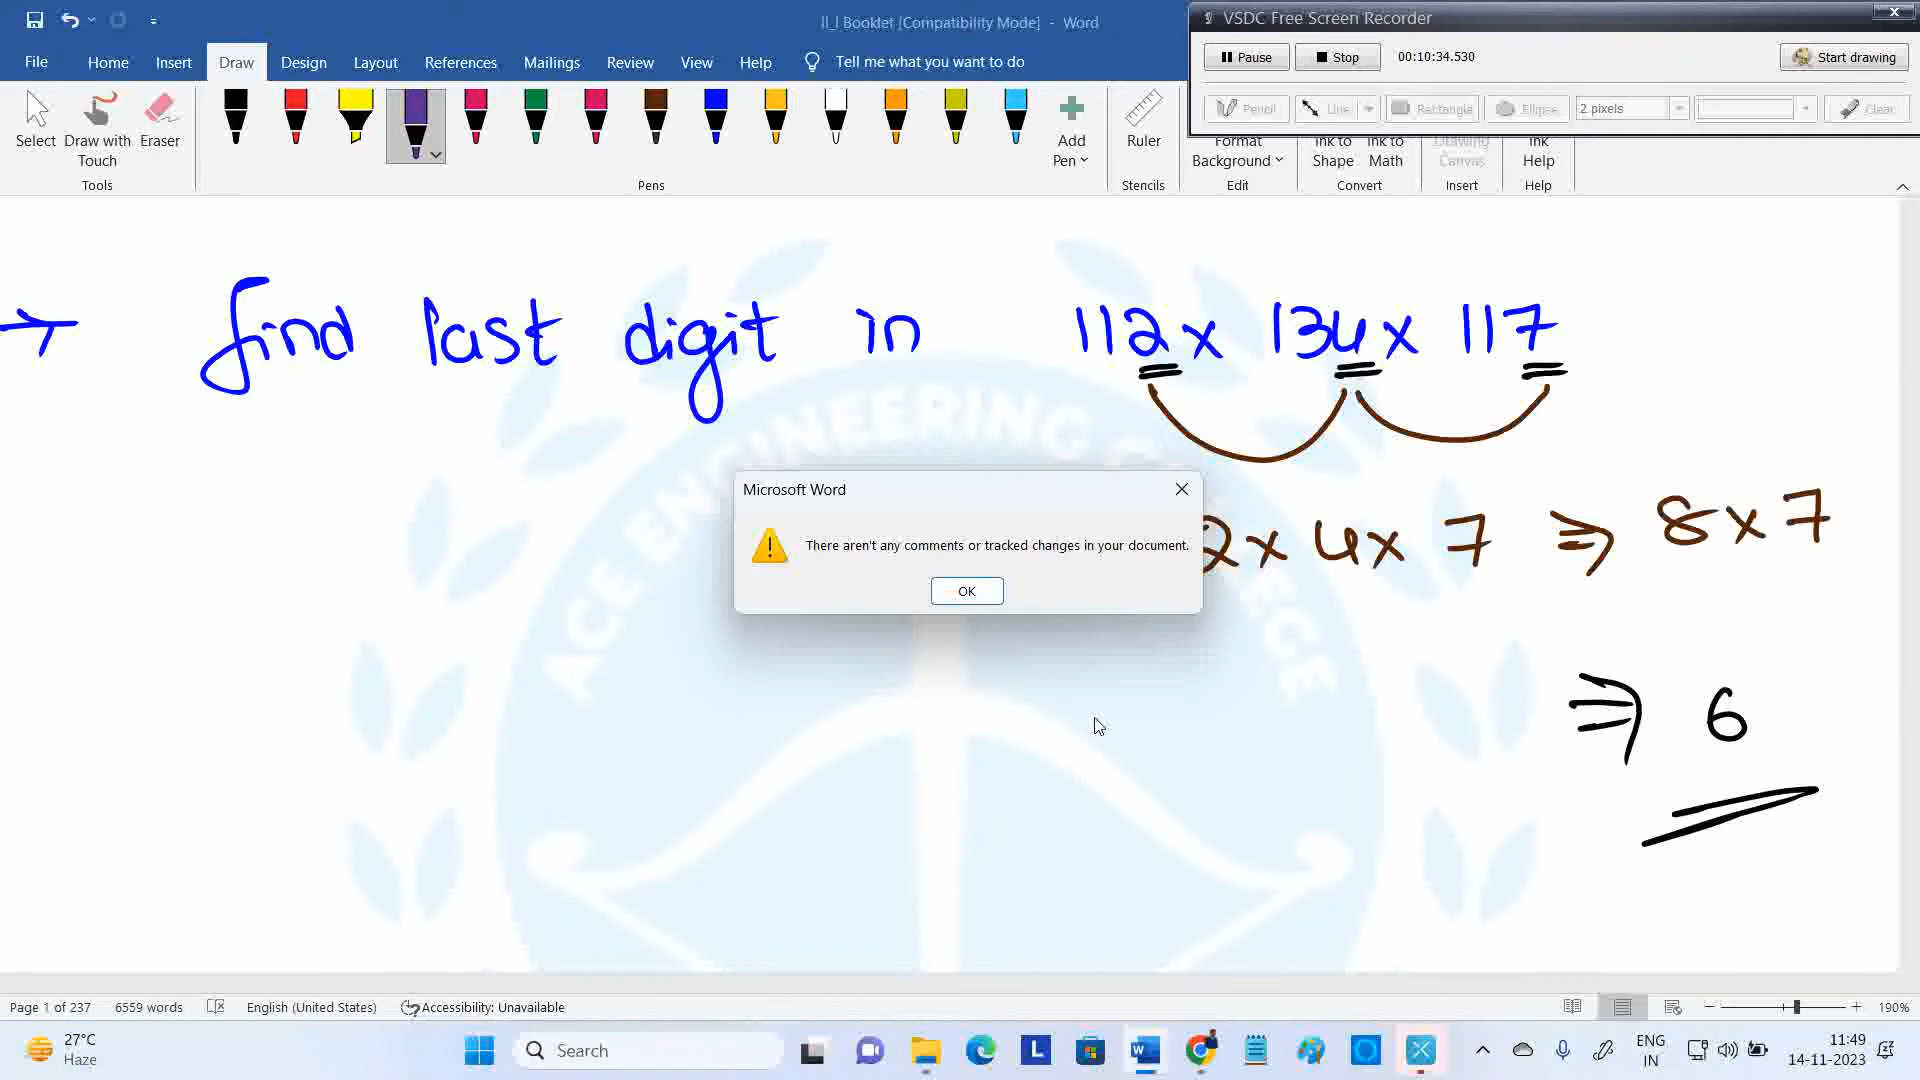 II_I Booklet [Compatibility Mode] - Word
VSDC Free Screen Recorder
Pause Stop 00:10:34.530 Start drawing
File Home Insert Draw Design Layout References Mailings Review View Help Tell me what you want to do
Pencil Line Rectangle Ellipse 2 pixels Clear
Select Draw with Touch Eraser Add Pen Ruler Format Background Ink to Shape Ink to Math Drawing Canvas Ink Help
Tools Pens Stencils Edit Convert Insert Help
find last digit in 112 x 134 x 117
ACE ENGINEERING
Microsoft Word
There aren't any comments or tracked changes in your document.
OK
2 x 4 x 7 ⇒ 8 x 7
⇒ 6
Page 1 of 237 6559 words English (United States) Accessibility: Unavailable 190%
27°C
Haze
Search
ENG
IN
11:49
14-11-2023